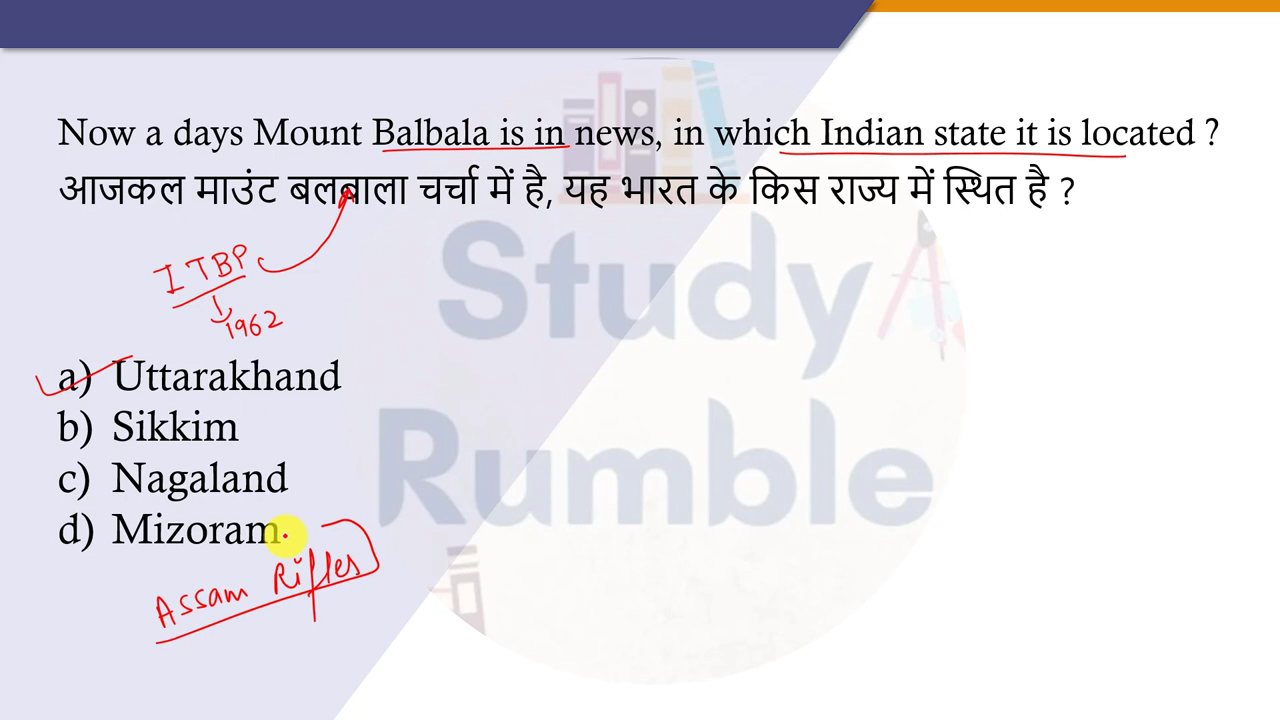 Now a days Mount Balbala is in news, in which Indian state it is located ?
आजकल माउंट बलबाला चर्चा में है, यह भारत के किस राज्य में स्थित है ?
ITBP
1962
a) Uttarakhand
b) Sikkim
c) Nagaland
d) Mizoram
Assam Rifles
Study
Rumble